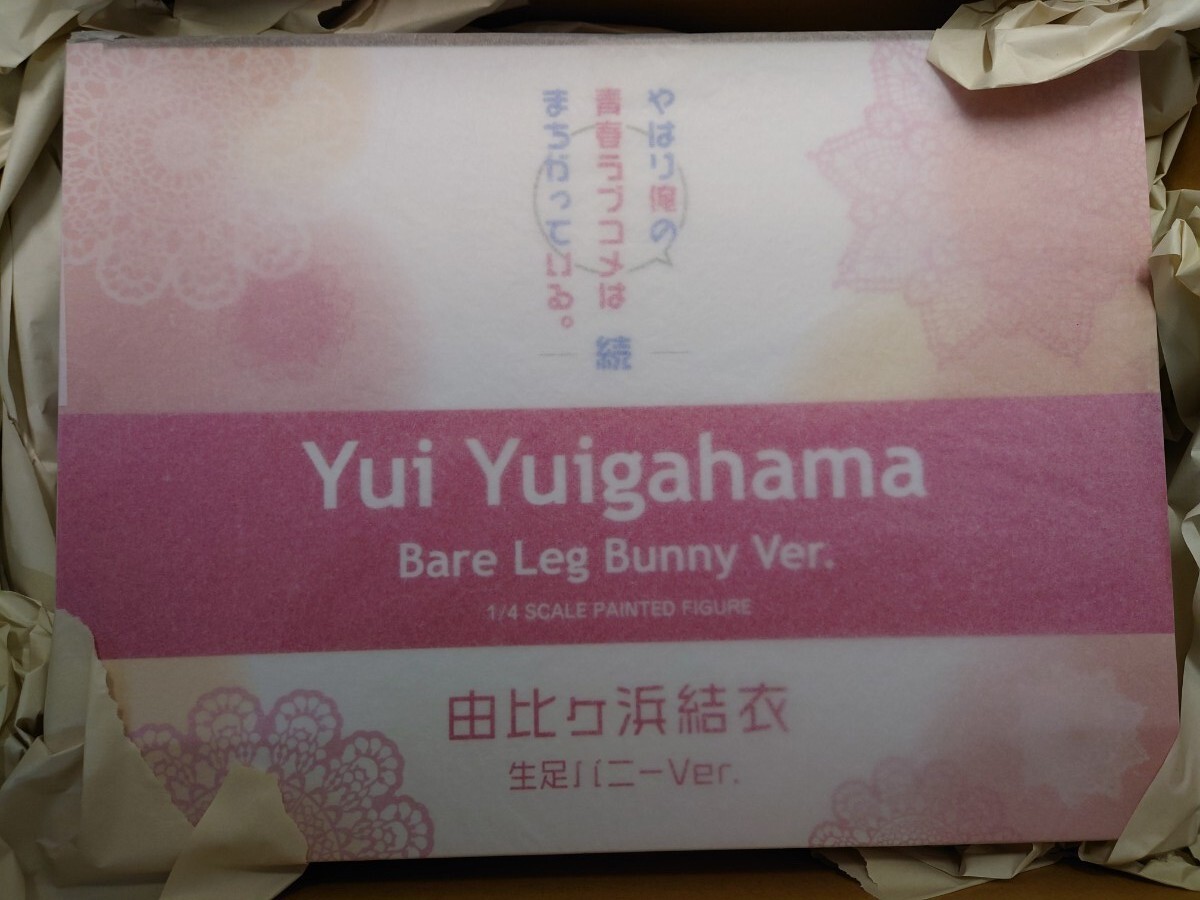 やはり俺の
青春ラブコメは
まちがっている。
続
Yui Yuigahama
Bare Leg Bunny Ver.
1/4 SCALE PAINTED FIGURE
由比ヶ浜結衣
生足バニーVer.